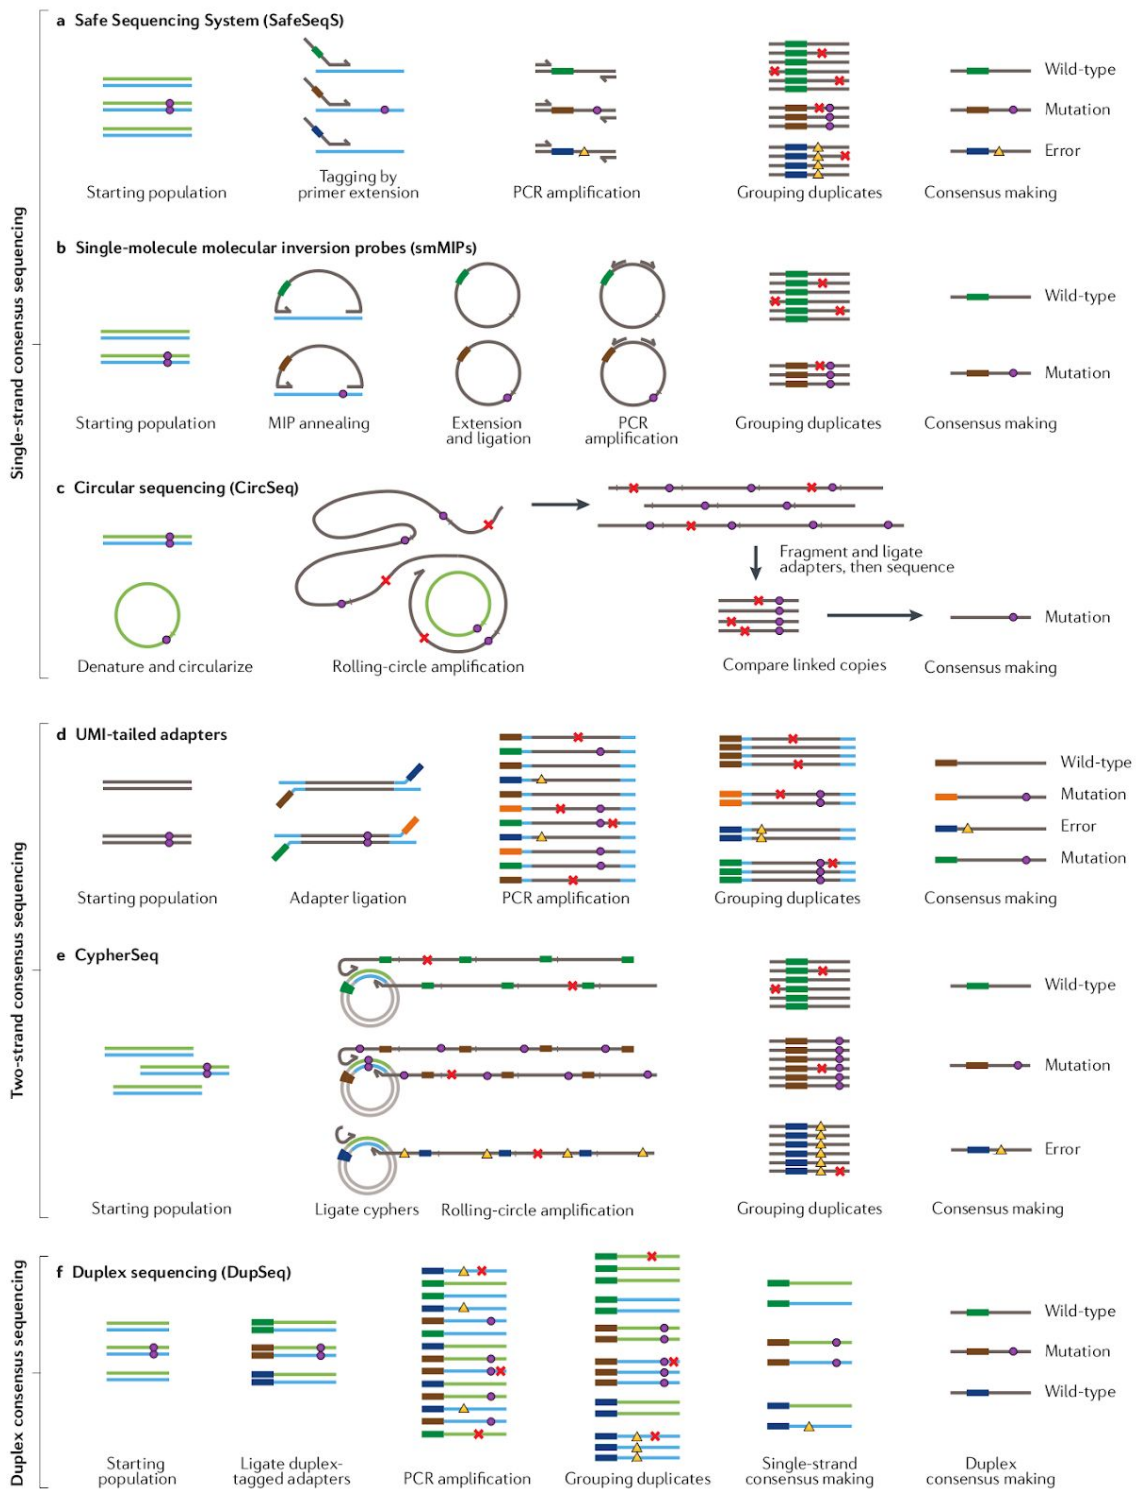 Single-strand consensus sequencing
a Safe Sequencing System (SafeSeqS)
Starting population
Tagging by
primer extension
PCR amplification
Grouping duplicates
Wild-type
Mutation
Error
Consensus making
b Single-molecule molecular inversion probes (smMIPs)
Starting population
MIP annealing
Extension
and ligation
PCR
amplification
Grouping duplicates
Wild-type
Mutation
Consensus making
c Circular sequencing (CircSeq)
Denature and circularize
Rolling-circle amplification
Fragment and ligate
adapters, then sequence
Compare linked copies
Mutation
Consensus making
Two-strand consensus sequencing
d UMI-tailed adapters
Starting population
Adapter ligation
PCR amplification
Grouping duplicates
Wild-type
Mutation
Error
Mutation
Consensus making
e CypherSeq
Starting population
Ligate cyphers
Rolling-circle amplification
Grouping duplicates
Wild-type
Mutation
Error
Consensus making
Duplex consensus sequencing
f Duplex sequencing (DupSeq)
Starting
population
Ligate duplex-
tagged adapters
PCR amplification
Grouping duplicates
Single-strand
consensus making
Wild-type
Mutation
Wild-type
Duplex
consensus making